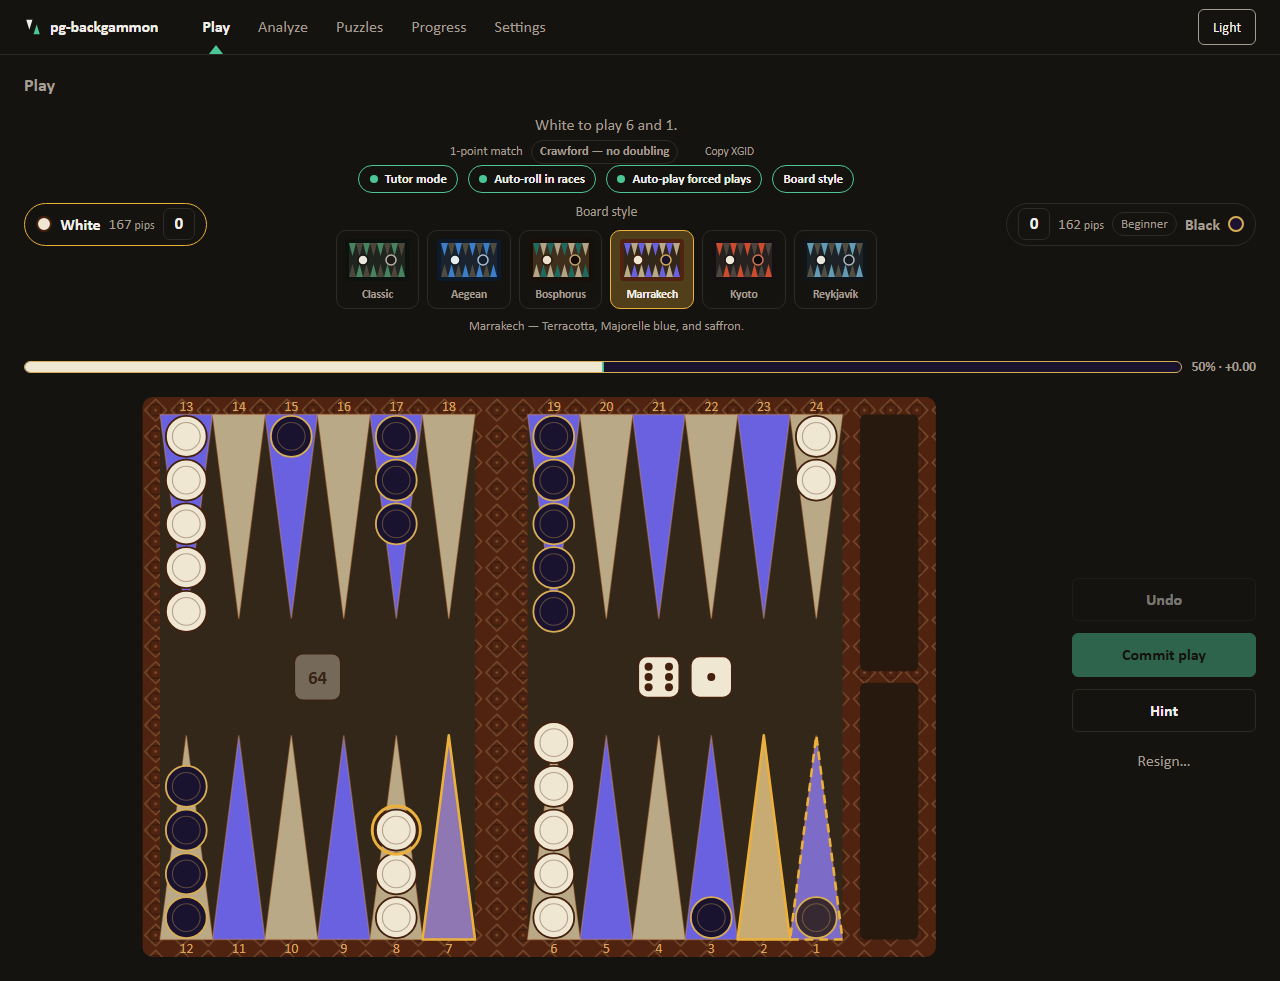 pg-backgammon Play Analyze Puzzles Progress Settings Light
Play
White to play 6 and 1.
1-point match Crawford — no doubling Copy XGID
Tutor mode Auto-roll in races Auto-play forced plays Board style
White 167 pips 0
Board style
0 162 pips Beginner Black
Classic Aegean Bosphorus Marrakech Kyoto Reykjavik
Marrakech — Terracotta, Majorelle blue, and saffron.
50% · +0.00
13 14 15 16 17 18 19 20 21 22 23 24
64
Undo
Commit play
Hint
Resign...
12 11 10 9 8 7 6 5 4 3 2 1